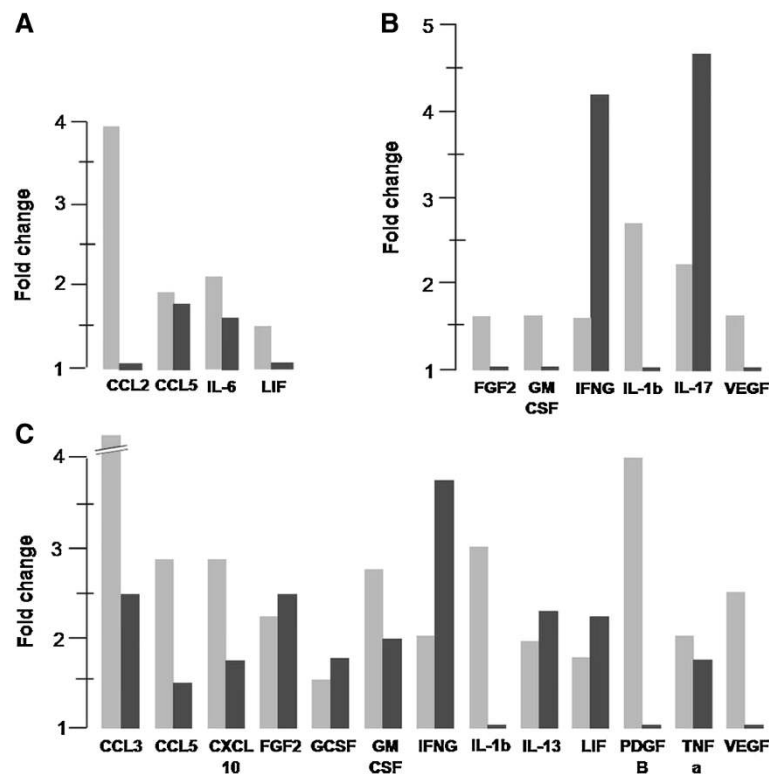 A
Fold change
4
3
2
1
CCL2 CCL5 IL-6 LIF
B
Fold change
5
4
3
2
1
FGF2 GM IFNG IL-1b IL-17 VEGF
CSF
C
Fold change
4
3
2
1
CCL3 CCL5 CXCL FGF2 GCSF GM IFNG IL-1b IL-13 LIF PDGF TNF VEGF
10 CSF B a